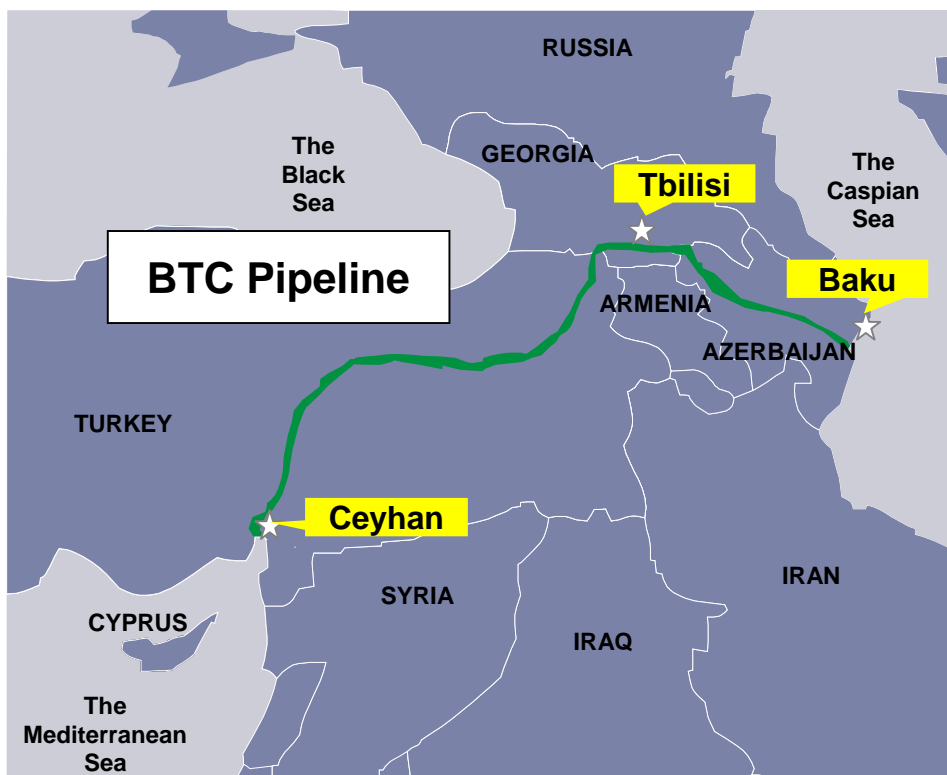 RUSSIA
The
Black
Sea
GEORGIA
Tbilisi
The
Caspian
Sea
BTC Pipeline
Baku
ARMENIA
AZERBAIJAN
TURKEY
Ceyhan
IRAN
SYRIA
CYPRUS
IRAQ
The
Mediterranean
Sea